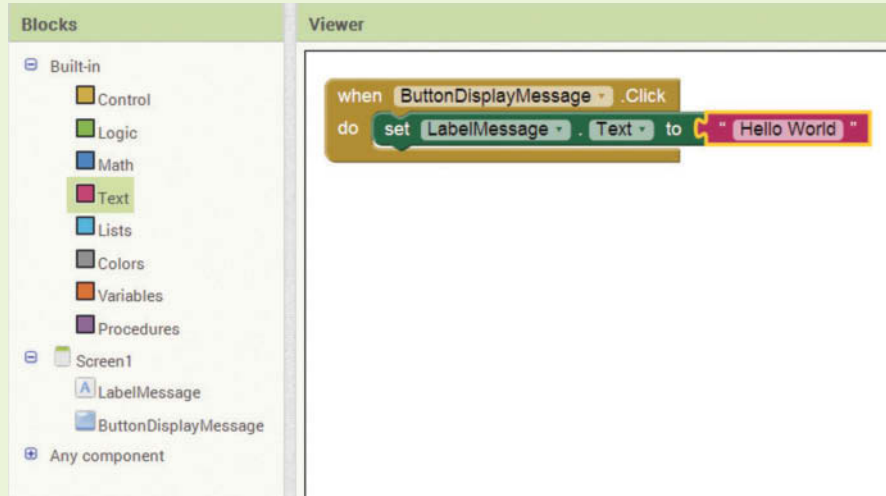 Blocks
Viewer
Built-in
Control
Logic
Math
Text
Lists
Colors
Variables
Procedures
Screen1
A LabelMessage
ButtonDisplayMessage
Any component
when ButtonDisplayMessage .Click
do set LabelMessage . Text to " Hello World "